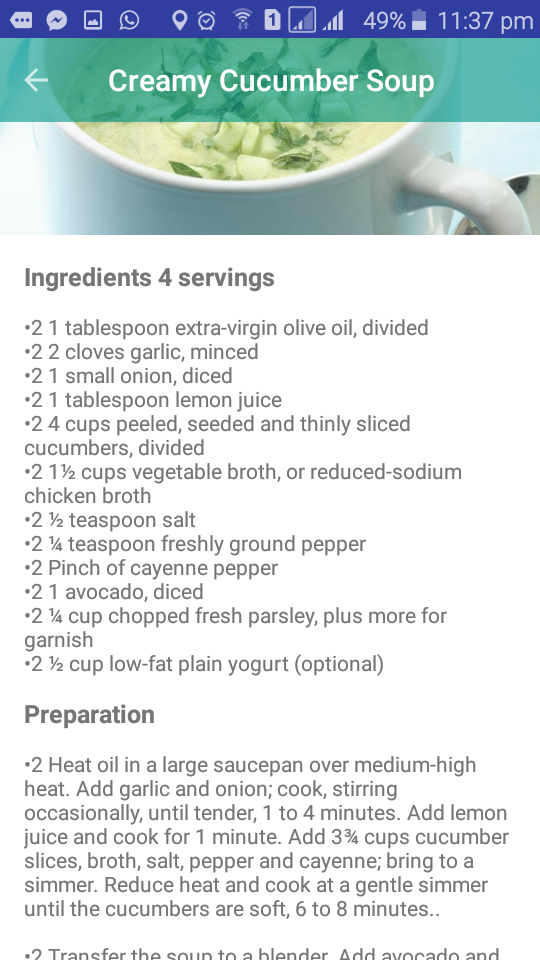 1
49%
11:37 pm
Creamy Cucumber Soup
Ingredients 4 servings
•2 1 tablespoon extra-virgin olive oil, divided
•2 2 cloves garlic, minced
•2 1 small onion, diced
•2 1 tablespoon lemon juice
•2 4 cups peeled, seeded and thinly sliced
cucumbers, divided
•2 1½ cups vegetable broth, or reduced-sodium
chicken broth
•2 ½ teaspoon salt
•2 ¼ teaspoon freshly ground pepper
•2 Pinch of cayenne pepper
•2 1 avocado, diced
•2 ¼ cup chopped fresh parsley, plus more for
garnish
•2 ½ cup low-fat plain yogurt (optional)
Preparation
•2 Heat oil in a large saucepan over medium-high
heat. Add garlic and onion; cook, stirring
occasionally, until tender, 1 to 4 minutes. Add lemon
juice and cook for 1 minute. Add 3¾ cups cucumber
slices, broth, salt, pepper and cayenne; bring to a
simmer. Reduce heat and cook at a gentle simmer
until the cucumbers are soft, 6 to 8 minutes..
•2 Transfer the soup to a blender. Add avocado and